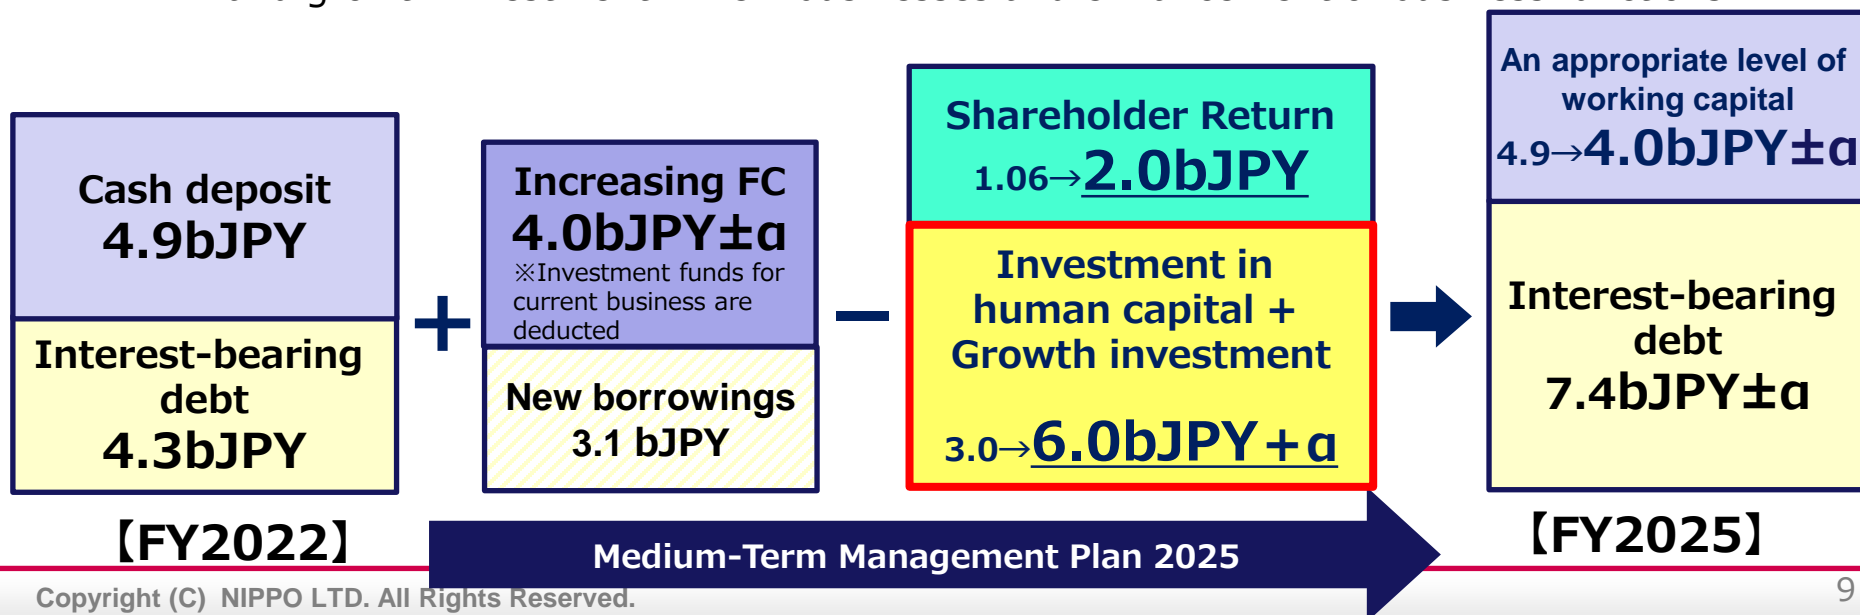 Cash deposit
4.9bJPY
Interest-bearing
debt
4.3bJPY
【FY2022】
+
Increasing FC
4.0bJPY±α
※Investment funds for
current business are
deducted
New borrowings
3.1 bJPY
−
Shareholder Return
1.06→2.0bJPY
Investment in
human capital +
Growth investment
3.0→6.0bJPY+α
An appropriate level of
working capital
4.9→4.0bJPY±α
Interest-bearing
debt
7.4bJPY±α
【FY2025】
Medium-Term Management Plan 2025
Copyright (C) NIPPO LTD. All Rights Reserved.
9